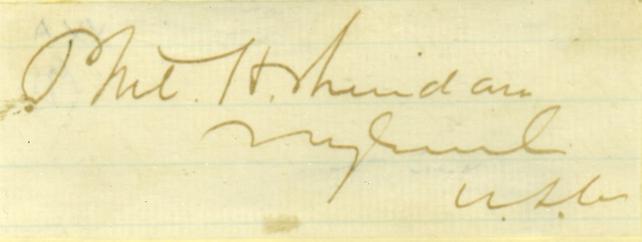 Phil. H. Sheridan
Maj Genl
U.S.A.